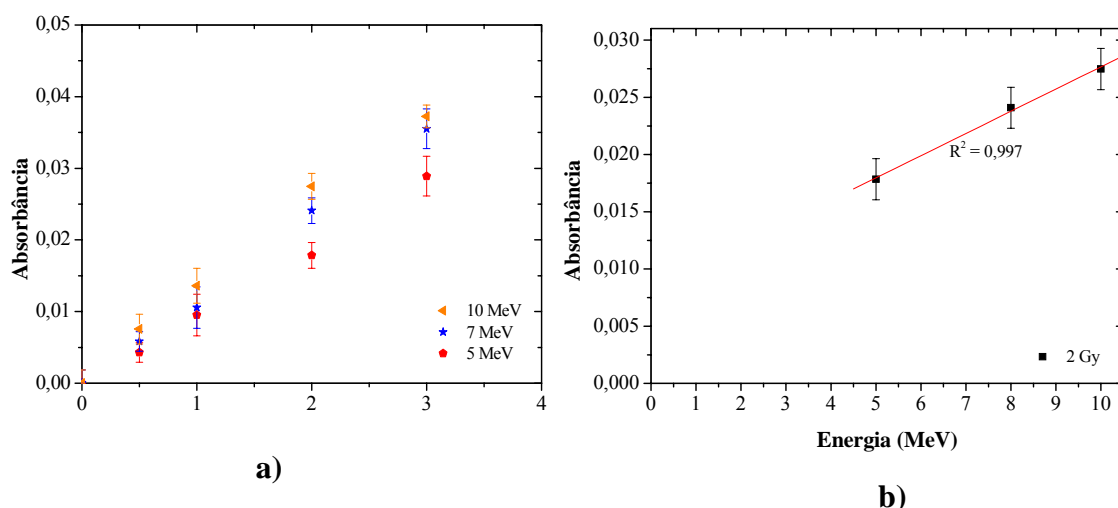 0,05
0,04
0,03
0,02
0,01
0,00
Absorbância
10 MeV
7 MeV
5 MeV
0 1 2 3 4
a)
0,030
0,025
0,020
0,015
0,010
0,005
0,000
Absorbância
R² = 0,997
2 Gy
0 1 2 3 4 5 6 7 8 9 10
Energia (MeV)
b)